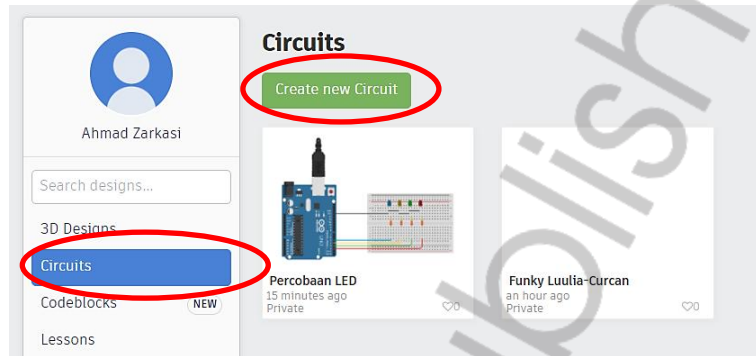 Circuits
Create new Circuit
Ahmad Zarkasi
Search designs...
3D Designs
Circuits
Codeblocks NEW
Lessons
Percobaan LED
15 minutes ago
Private 0
Funky Luulia-Curcan
an hour ago
Private 0
blish